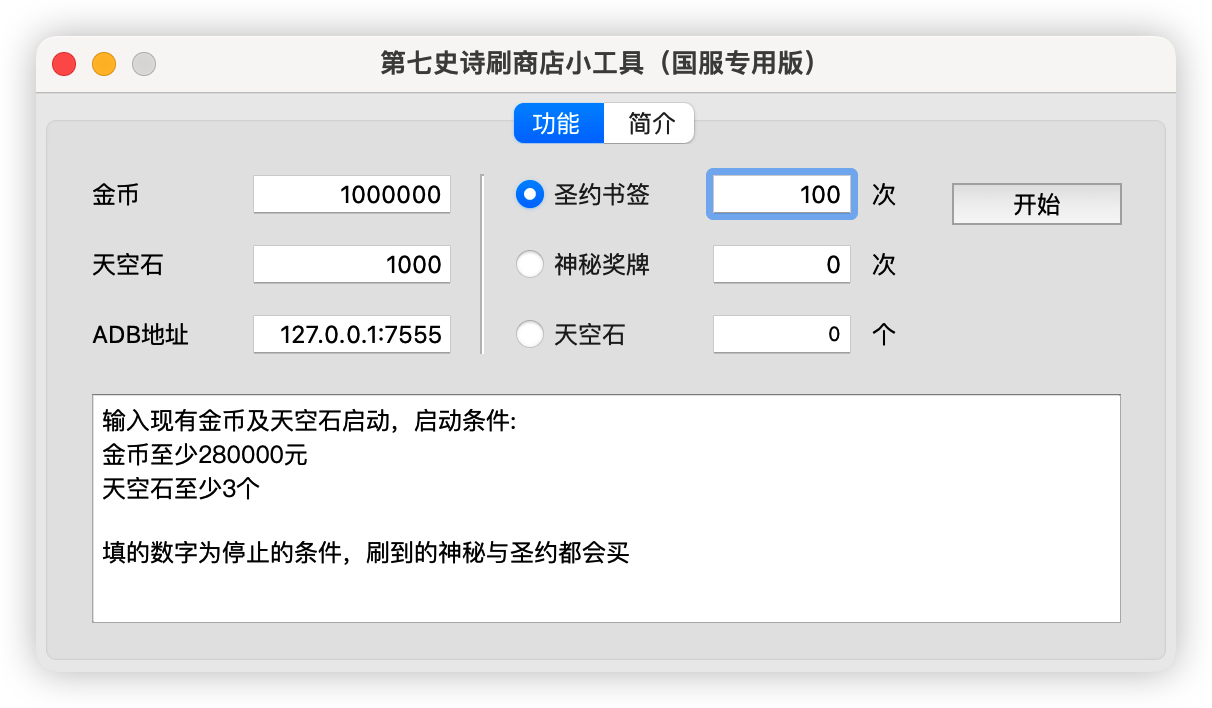 第七史诗刷商店小工具（国服专用版）
功能 简介
金币 1000000 圣约书签 100 次 开始
天空石 1000 神秘奖牌 0 次
ADB地址 127.0.0.1:7555 天空石 0 个
输入现有金币及天空石启动，启动条件:
金币至少280000元
天空石至少3个
填的数字为停止的条件，刷到的神秘与圣约都会买